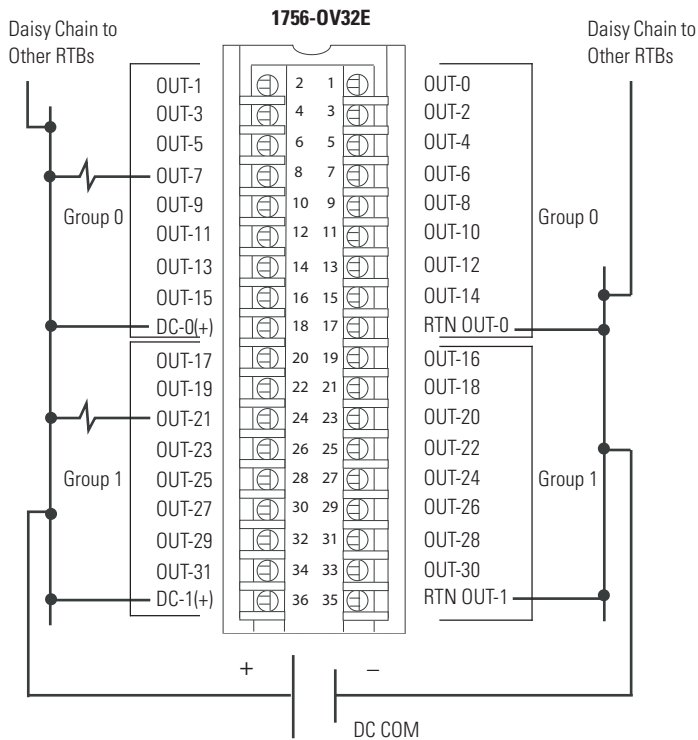 1756-0V32E
Daisy Chain to
Other RTBs
Daisy Chain to
Other RTBs
OUT-1 2 1 OUT-0
OUT-3 4 3 OUT-2
OUT-5 6 5 OUT-4
OUT-7 8 7 OUT-6
OUT-9 10 9 OUT-8
Group 0
Group 0
OUT-11 12 11 OUT-10
OUT-13 14 13 OUT-12
OUT-15 16 15 OUT-14
DC-0(+) 18 17 RTN OUT-0
OUT-17 20 19 OUT-16
OUT-19 22 21 OUT-18
OUT-21 24 23 OUT-20
OUT-23 26 25 OUT-22
Group 1 OUT-25 28 27 OUT-24 Group 1
OUT-27 30 29 OUT-26
OUT-29 32 31 OUT-28
OUT-31 34 33 OUT-30
DC-1(+) 36 35 RTN OUT-1
+ –
DC COM